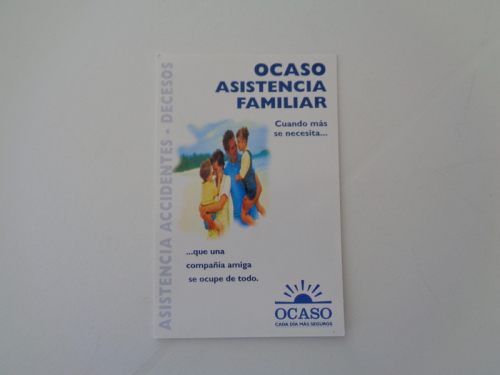 ASISTENCIA ACCIDENTES - DECESOS
OCASO
ASISTENCIA
FAMILIAR
Cuando más
se necesita...
...que una
compañia amiga
se ocupe de todo.
OCASO
CADA DÍA MÁS SEGUROS